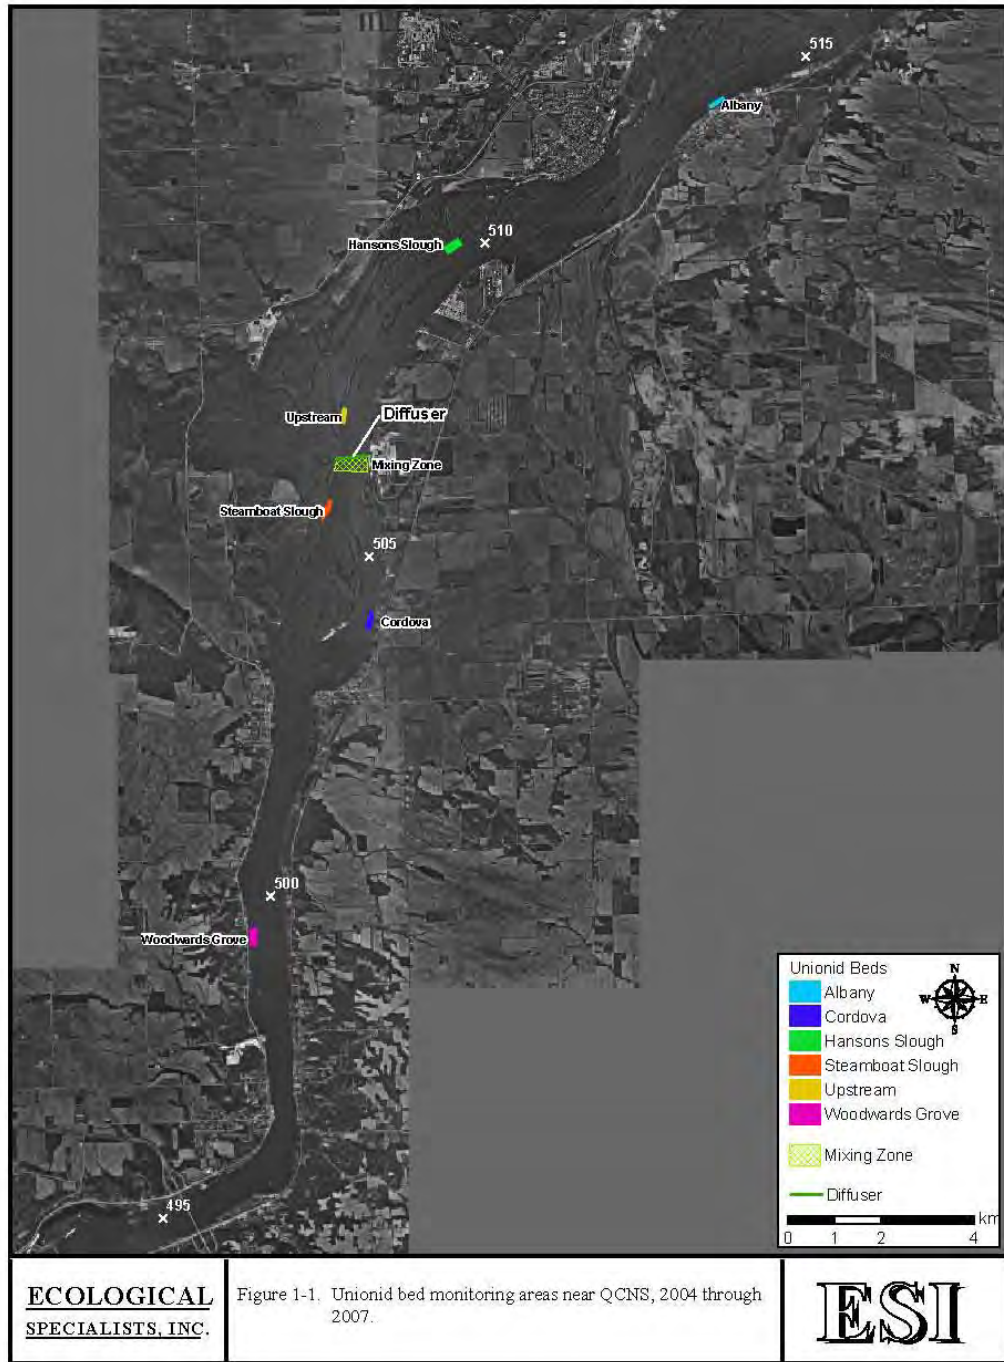 515
Albany
510
Hansons Slough
Upstream
Diffuser
Mixing Zone
Steamboat Slough
505
Cordova
500
Woodwards Grove
495
Unionid Beds
Albany
Cordova
Hansons Slough
Steamboat Slough
Upstream
Woodwards Grove
N
W E
S
Mixing Zone
Diffuser
km
0 1 2 4
ECOLOGICAL
SPECIALISTS, INC.
Figure 1-1. Unionid bed monitoring areas near QCNS, 2004 through
2007.
ESI